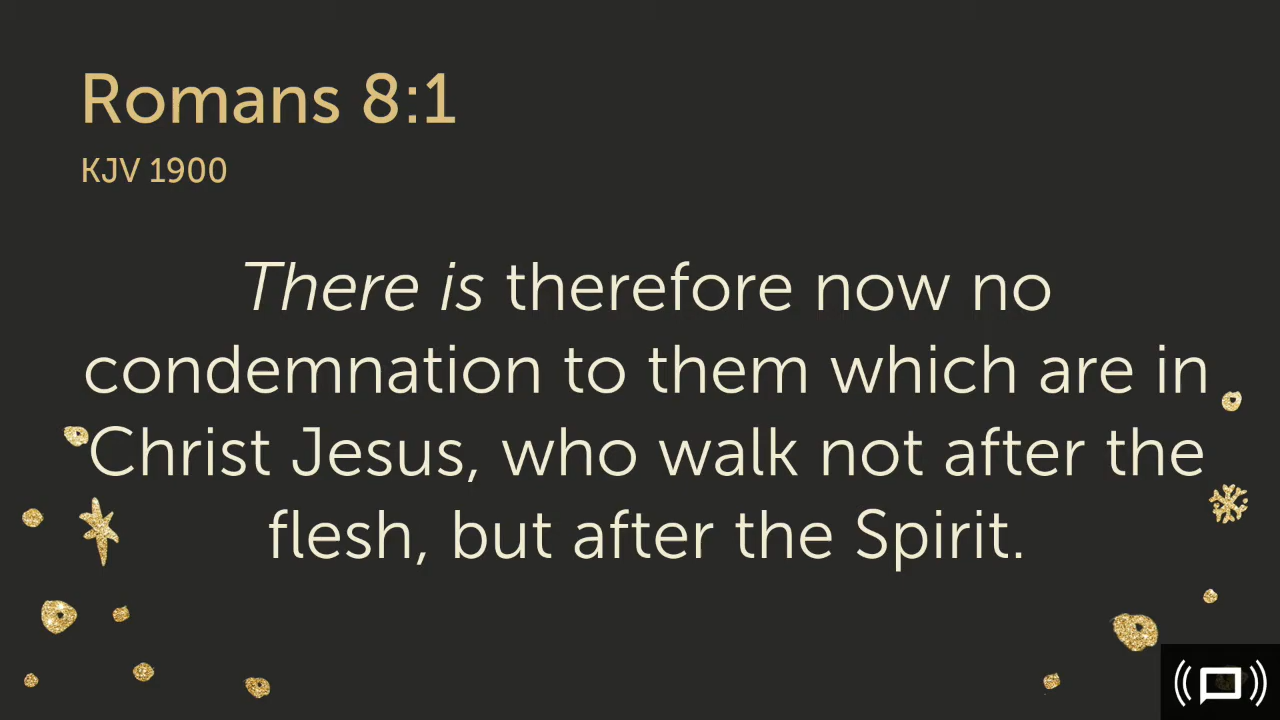 Romans 8:1
KJV 1900
There is therefore now no
condemnation to them which are in
Christ Jesus, who walk not after the
flesh, but after the Spirit.